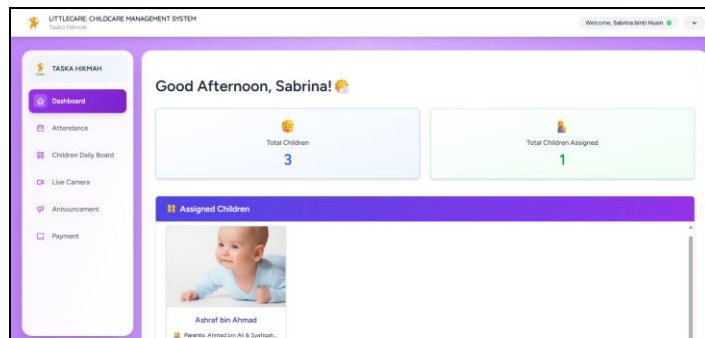 LITTLECARE: CHILDCARE MANAGEMENT SYSTEM
Taska Hikmah
Welcome, Sabrina binti Husin
TASKA HIKMAH
Dashboard
Attendance
Children Daily Board
Live Camera
Announcement
Payment
Good Afternoon, Sabrina!
Total Children
3
Total Children Assigned
1
Assigned Children
Ashraf bin Ahmad
Parents: Ahmad bin Ali & Syafiqah...